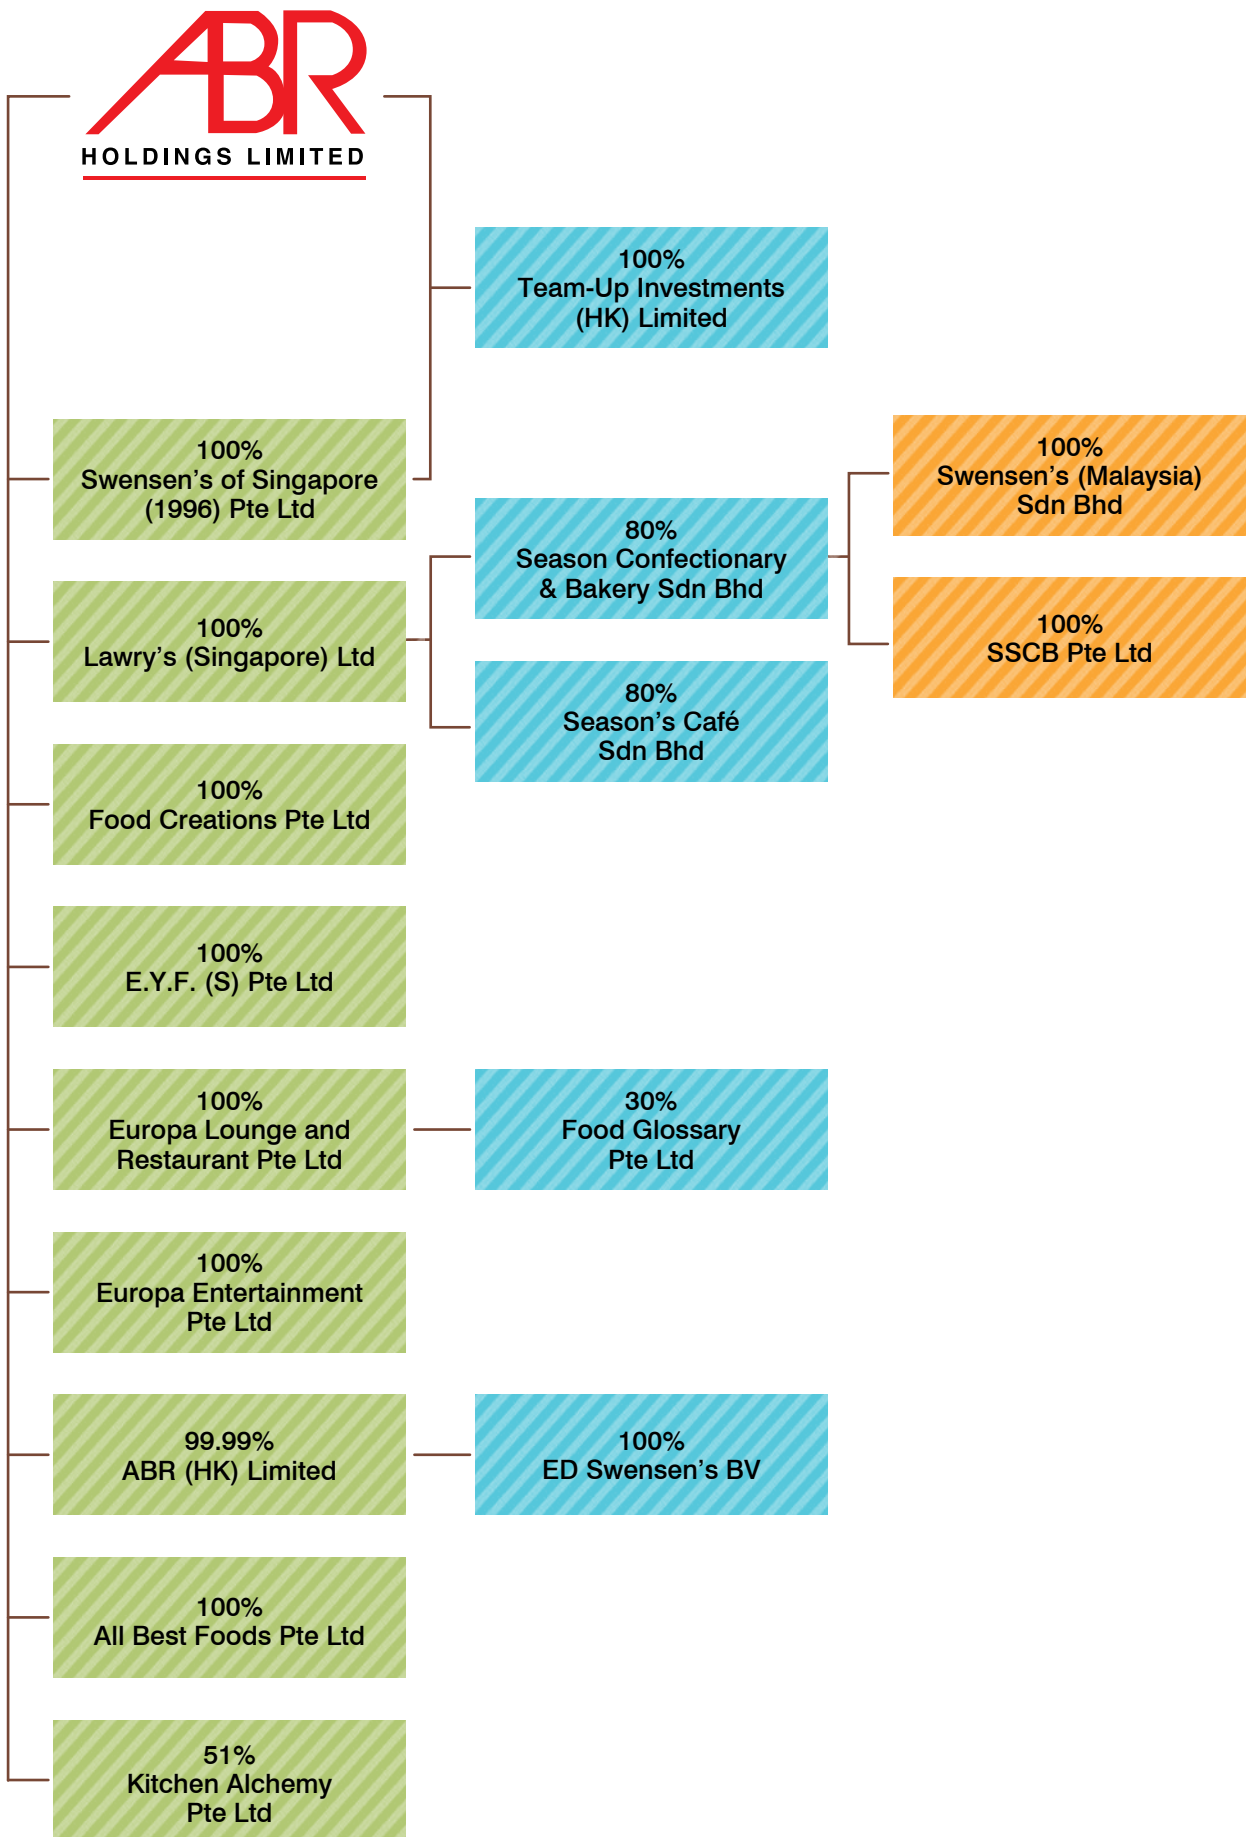 ABR
HOLDINGS LIMITED
100%
Team-Up Investments
(HK) Limited
100%
Swensen’s of Singapore
(1996) Pte Ltd
100%
Swensen’s (Malaysia)
Sdn Bhd
80%
Season Confectionary
& Bakery Sdn Bhd
100%
Lawry’s (Singapore) Ltd
100%
SSCB Pte Ltd
80%
Season’s Café
Sdn Bhd
100%
Food Creations Pte Ltd
100%
E.Y.F. (S) Pte Ltd
100%
Europa Lounge and
Restaurant Pte Ltd
30%
Food Glossary
Pte Ltd
100%
Europa Entertainment
Pte Ltd
99.99%
ABR (HK) Limited
100%
ED Swensen’s BV
100%
All Best Foods Pte Ltd
51%
Kitchen Alchemy
Pte Ltd